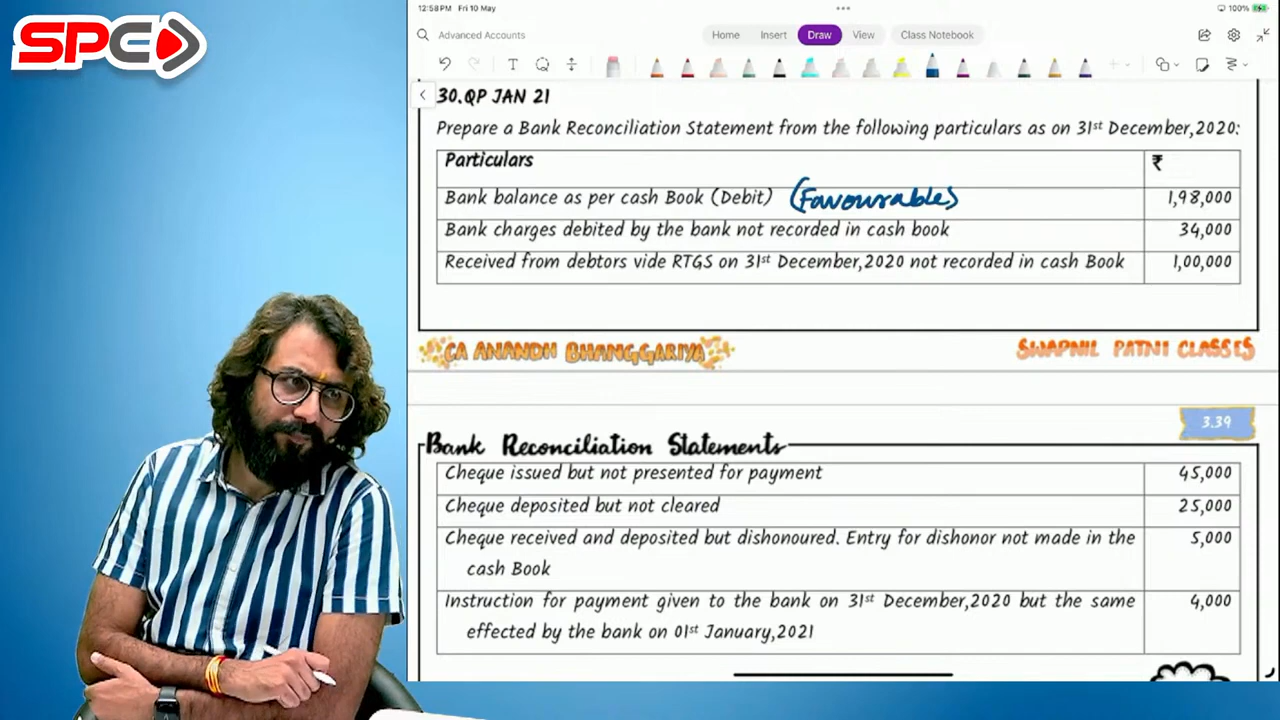 SPC
12:58PM Fri 10 May
100%
Advanced Accounts
Home Insert Draw View Class Notebook
30.QP JAN 21
Prepare a Bank Reconciliation Statement from the following particulars as on 31st December,2020:
Particulars ₹
Bank balance as per cash Book (Debit) (Favourable) 1,98,000
Bank charges debited by the bank not recorded in cash book 34,000
Received from debtors vide RTGS on 31st December,2020 not recorded in cash Book 1,00,000
CA ANANDH BHANGGARIYA SWAPNIL PATNI CLASSES
3.39
Bank Reconciliation Statements
Cheque issued but not presented for payment 45,000
Cheque deposited but not cleared 25,000
Cheque received and deposited but dishonoured. Entry for dishonor not made in the 5,000
cash Book
Instruction for payment given to the bank on 31st December,2020 but the same 4,000
effected by the bank on 01st January,2021